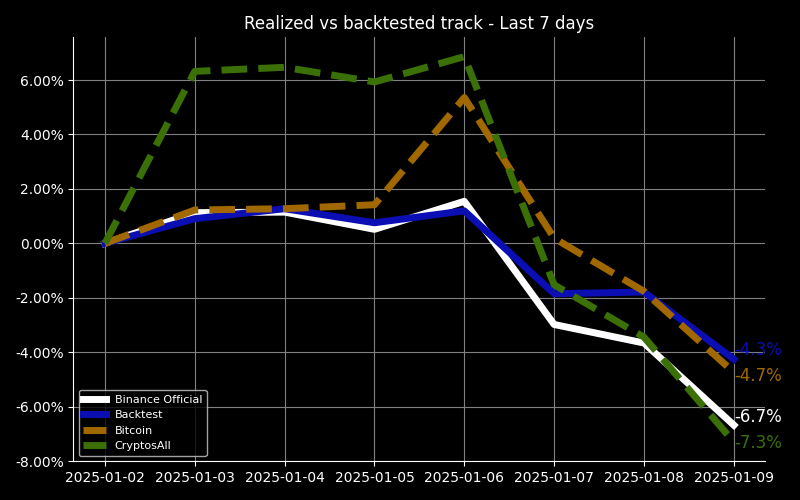 Realized vs backtested track - Last 7 days
6.00%
4.00%
2.00%
0.00%
-2.00%
-4.00%
-6.00%
-8.00%
-4.3%
-4.7%
-6.7%
-7.3%
Binance Official
Backtest
Bitcoin
CryptosAll
2025-01-02 2025-01-03 2025-01-04 2025-01-05 2025-01-06 2025-01-07 2025-01-08 2025-01-09